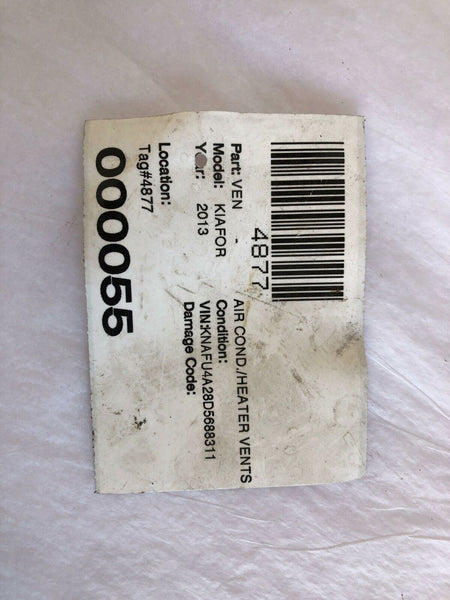 4877
Part: VEN - AIR COND./HEATER VENTS
Model: KIAFOR Condition:
Year: 2013 VIN:KNAFU4A28D5688311
Damage Code:
Location:
Tag#4877
000055